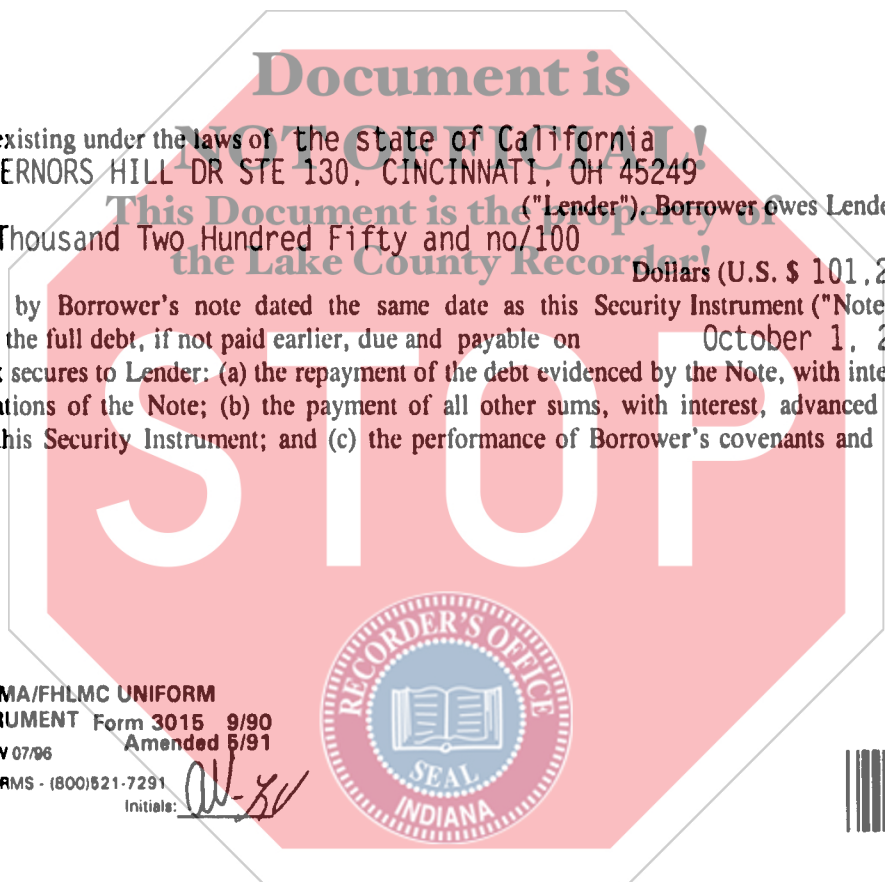 Document is
existing under the laws of the state of California
NOT OFFICIAL!
ERNORS HILL DR STE 130, CINCINNATI, OH 45249
This Document is the property of
("Lender"). Borrower owes Lende
Thousand Two Hundred Fifty and no/100
the Lake County Recorder!
Dollars (U.S. $ 101,2
by Borrower's note dated the same date as this Security Instrument ("Note
the full debt, if not paid earlier, due and payable on October 1, 2
secures to Lender: (a) the repayment of the debt evidenced by the Note, with inte
ations of the Note; (b) the payment of all other sums, with interest, advanced
his Security Instrument; and (c) the performance of Borrower's covenants and
STOP
RECORDER'S OFFICE
SEAL
INDIANA
MA/FHLMC UNIFORM
UMENT Form 3015 9/90
Amended 5/91
V 07/96
RMS - (800)521-7291
Initials: